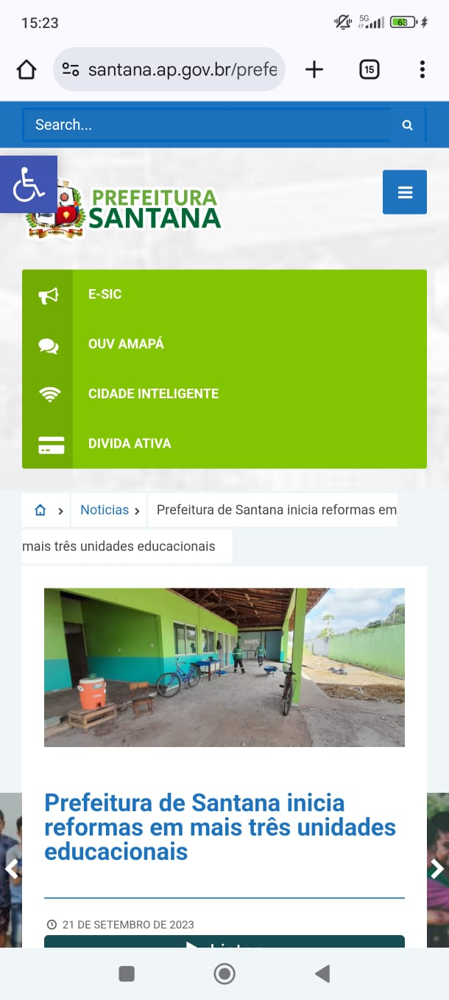 15:23
5G
63
santana.ap.gov.br/prefe
15
Search...
PREFEITURA
SANTANA
E-SIC
OUV AMAPÁ
CIDADE INTELIGENTE
DIVIDA ATIVA
Noticias
Prefeitura de Santana inicia reformas em
mais três unidades educacionais
Prefeitura de Santana inicia
reformas em mais três unidades
educacionais
21 DE SETEMBRO DE 2023